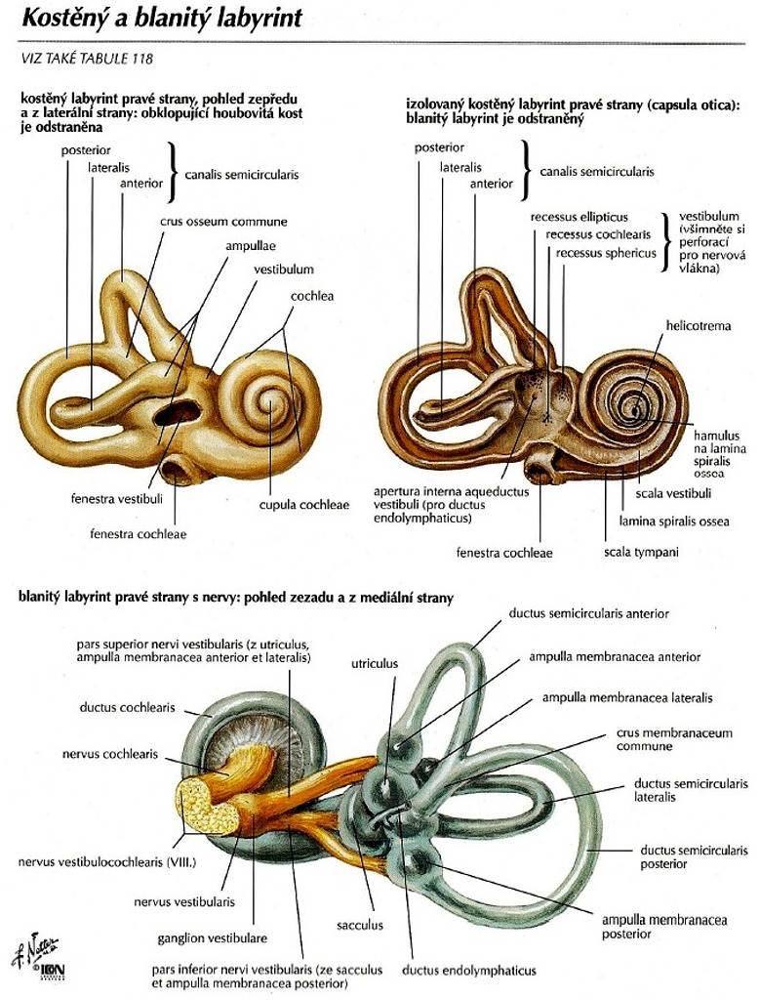 Kostěný a blanitý labyrint
VIZ TAKÉ TABULE 118
kostěný labyrint pravé strany, pohled zepředu
a z laterální strany: obklopující houbovitá kost
je odstraněna
posterior
lateralis
anterior
canalis semicircularis
crus osseum commune
ampullae
vestibulum
cochlea
fenestra vestibuli
cupula cochleae
fenestra cochleae
izolovaný kostěný labyrint pravé strany (capsula otica):
blanitý labyrint je odstraněný
posterior
lateralis
anterior
canalis semicircularis
recessus ellipticus
recessus cochlearis
recessus sphericus
vestibulum
(všimněte si
perforací
pro nervová
vlákna)
helicotrema
hamulus
na lamina
spiralis
ossea
apertura interna aqueductus
vestibuli (pro ductus
endolymphaticus)
scala vestibuli
lamina spiralis ossea
fenestra cochleae
scala tympani
blanitý labyrint pravé strany s nervy: pohled zezadu a z mediální strany
ductus semicircularis anterior
pars superior nervi vestibularis (z utriculus,
ampulla membranacea anterior et lateralis)
utriculus
ampulla membranacea anterior
ductus cochlearis
ampulla membranacea lateralis
nervus cochlearis
crus membranaceum
commune
ductus semicircularis
lateralis
ductus semicircularis
posterior
nervus vestibulocochlearis (VIII.)
nervus vestibularis
sacculus
ampulla membranacea
posterior
ganglion vestibulare
pars inferior nervi vestibularis (ze sacculus
et ampulla membranacea posterior)
ductus endolymphaticus
F. Netter
©ICON